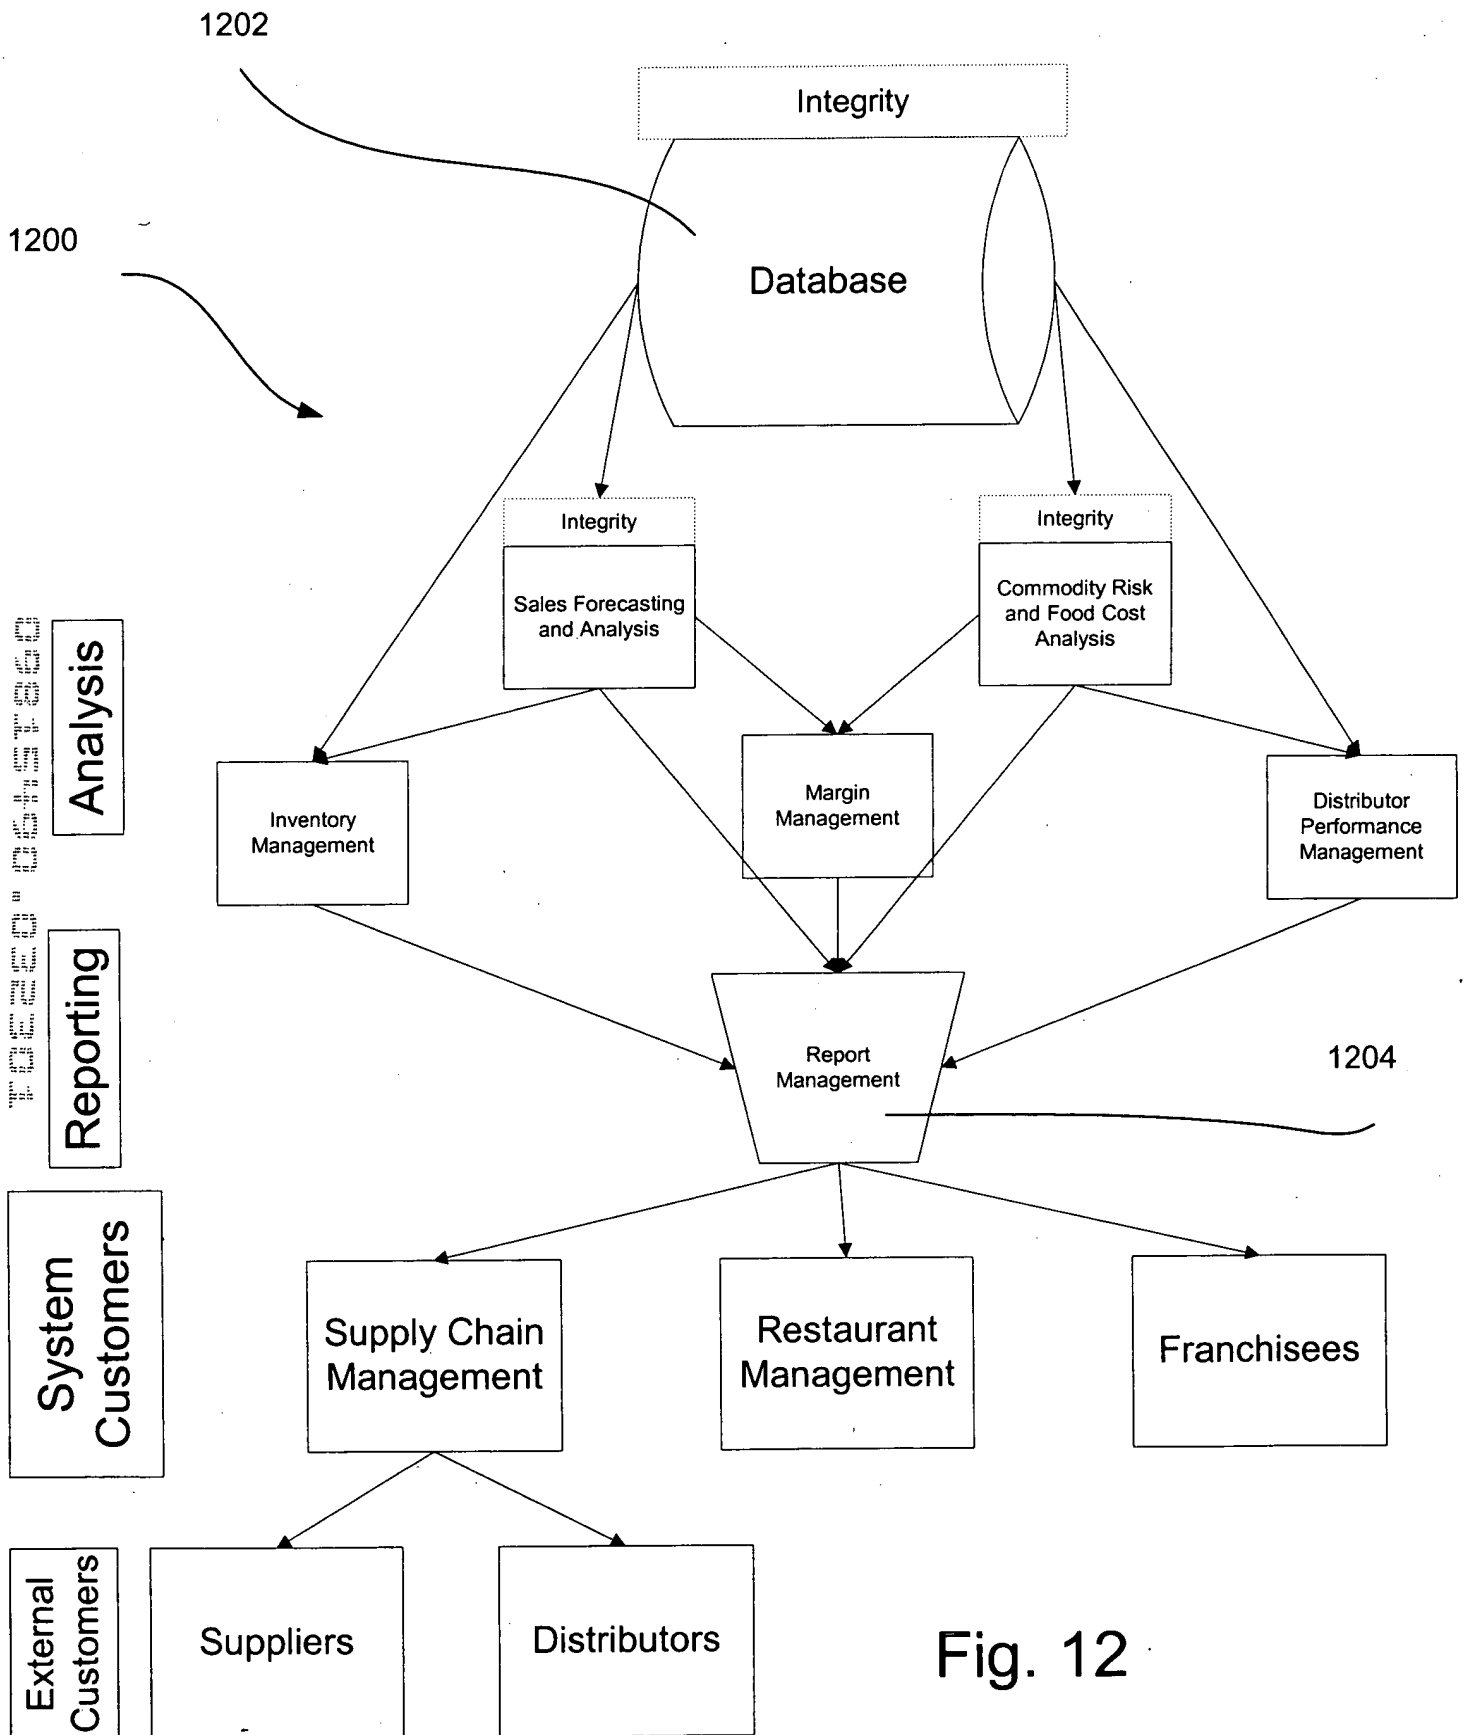 1202
Integrity
1200
Database
Integrity
Integrity
Sales Forecasting
and Analysis
Commodity Risk
and Food Cost
Analysis
Analysis
Inventory
Management
Margin
Management
Distributor
Performance
Management
Reporting
Report
Management
1204
System
Customers
Supply Chain
Management
Restaurant
Management
Franchisees
External
Customers
Suppliers
Distributors
Fig. 12